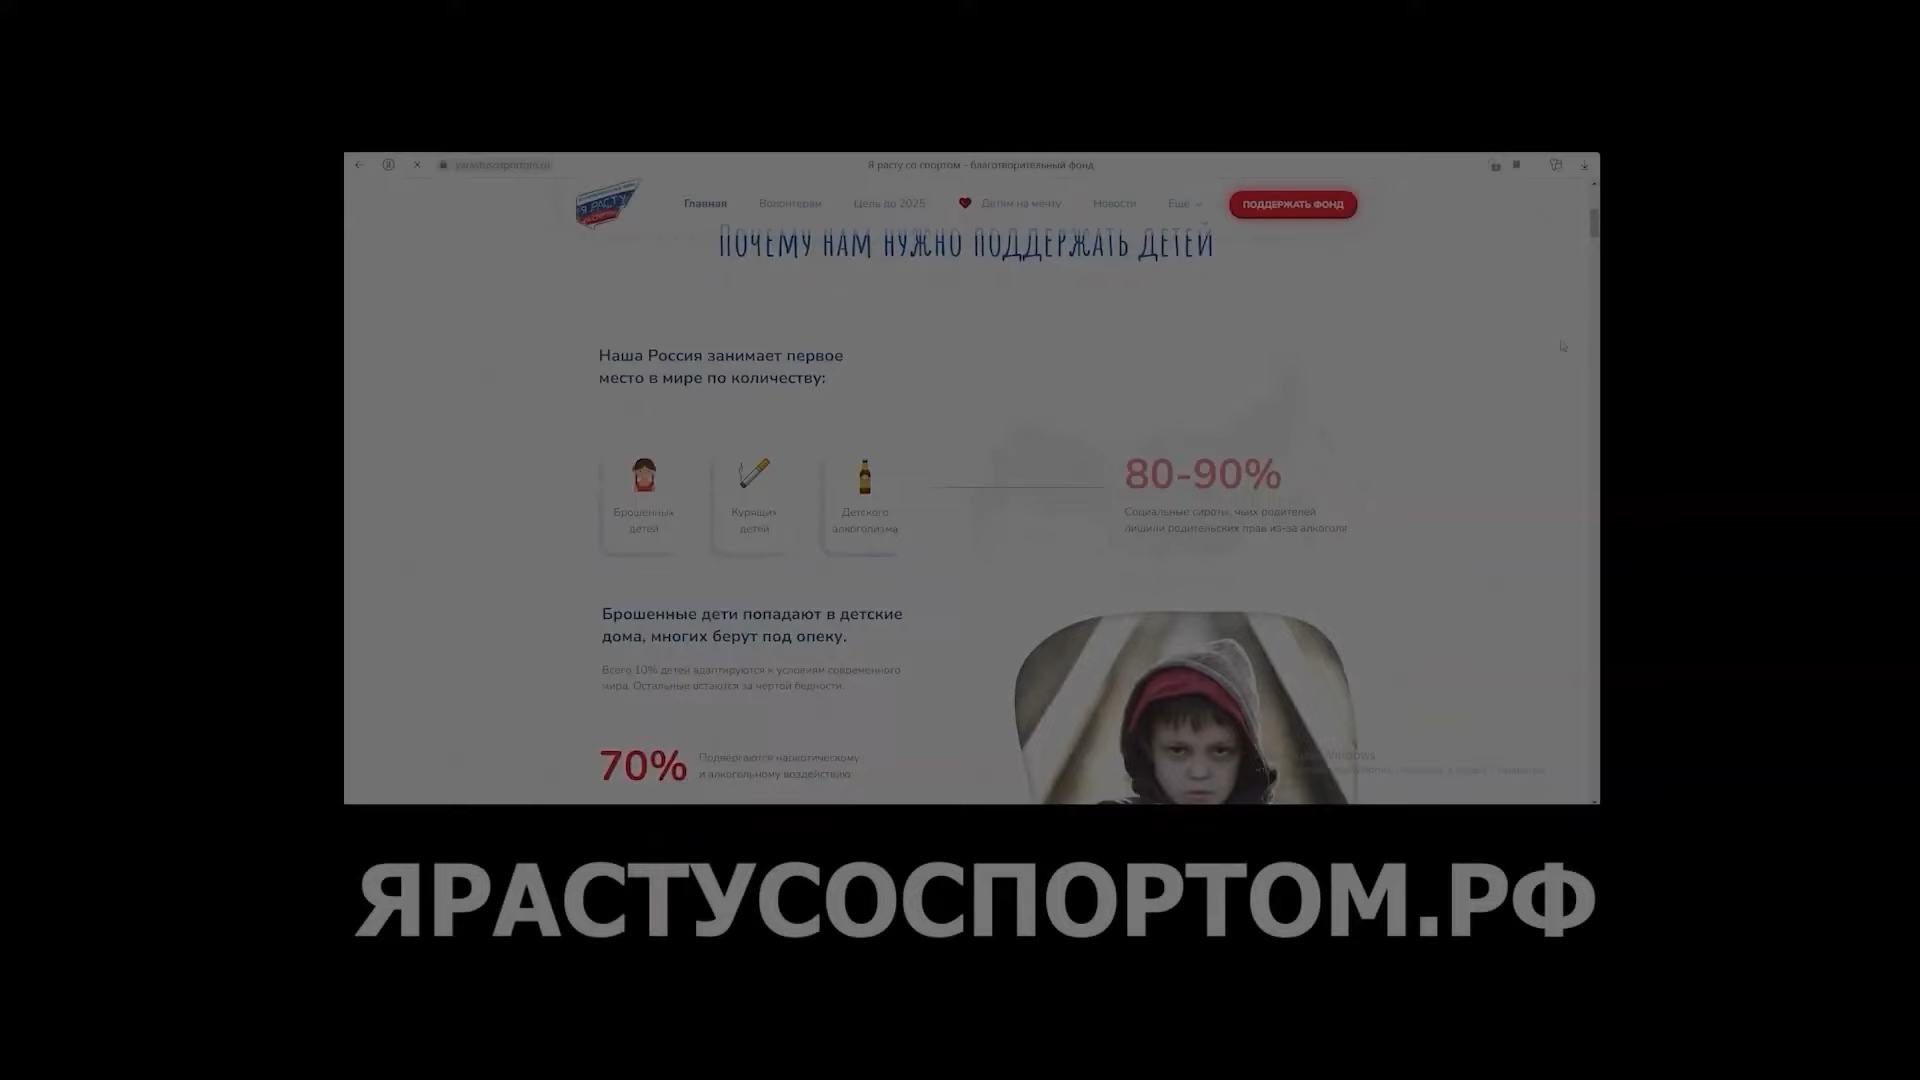 Я расту со спортом - благотворительный фонд
Я РАСТУ
Главная
Волонтерам
Цель до 2025
Детям на мечту
Новости
Еще
ПОДДЕРЖАТЬ ФОНД
Почему нам нужно поддержать детей
Наша Россия занимает первое
место в мире по количеству:
Брошенных
детей
Курящих
детей
Детского
алкоголизма
80-90%
Социальные сироты, чьих родителей
лишили родительских прав из-за алкоголя
Брошенные дети попадают в детские
дома, многих берут под опеку.
Всего 10% детей адаптируются к условиям современного
мира. Остальные остаются за чертой бедности.
70%
Подвергаются наркотическому
и алкогольному воздействию
Windows
ЯРАСТУСОСПОРТОМ.РФ